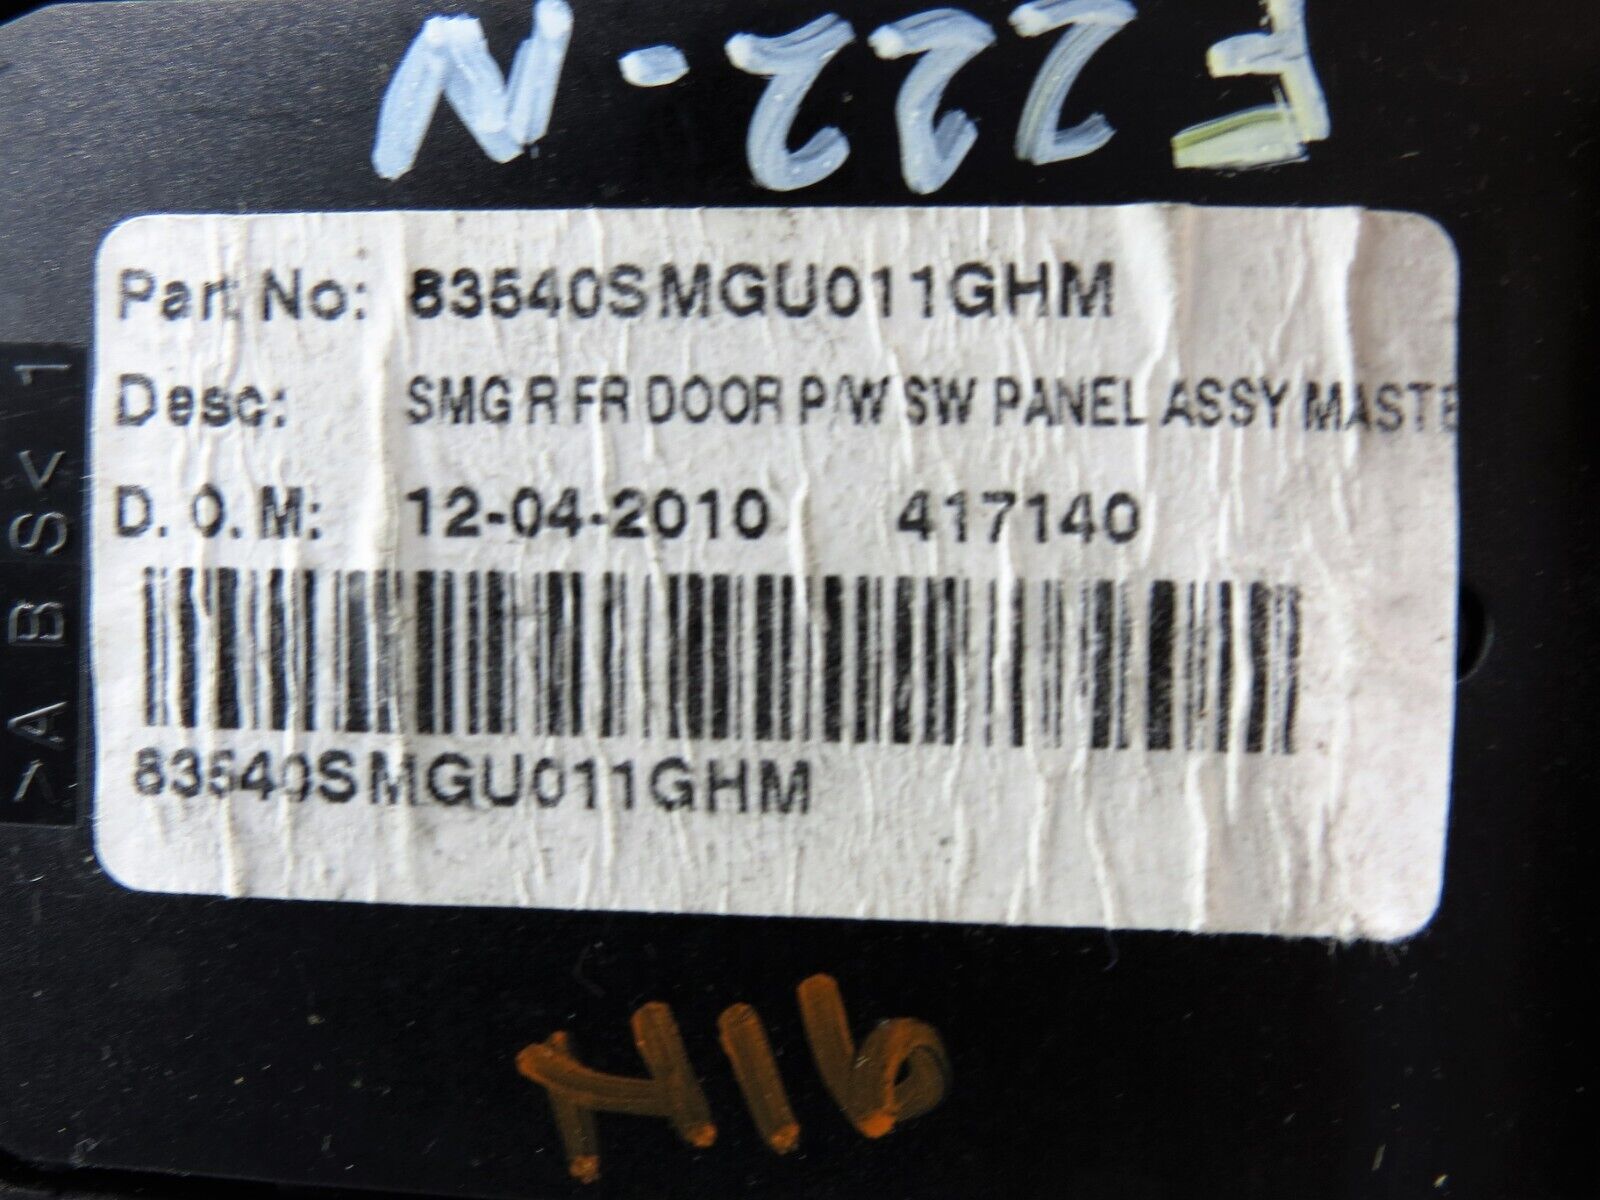 F222-N
Part No: 83540SMGU011GHM
Desc: SMG R FR DOOR P/W SW PANEL ASSY MASTE
D. O. M: 12-04-2010 417140
83540SMGU011GHM
>ABS<1
N16